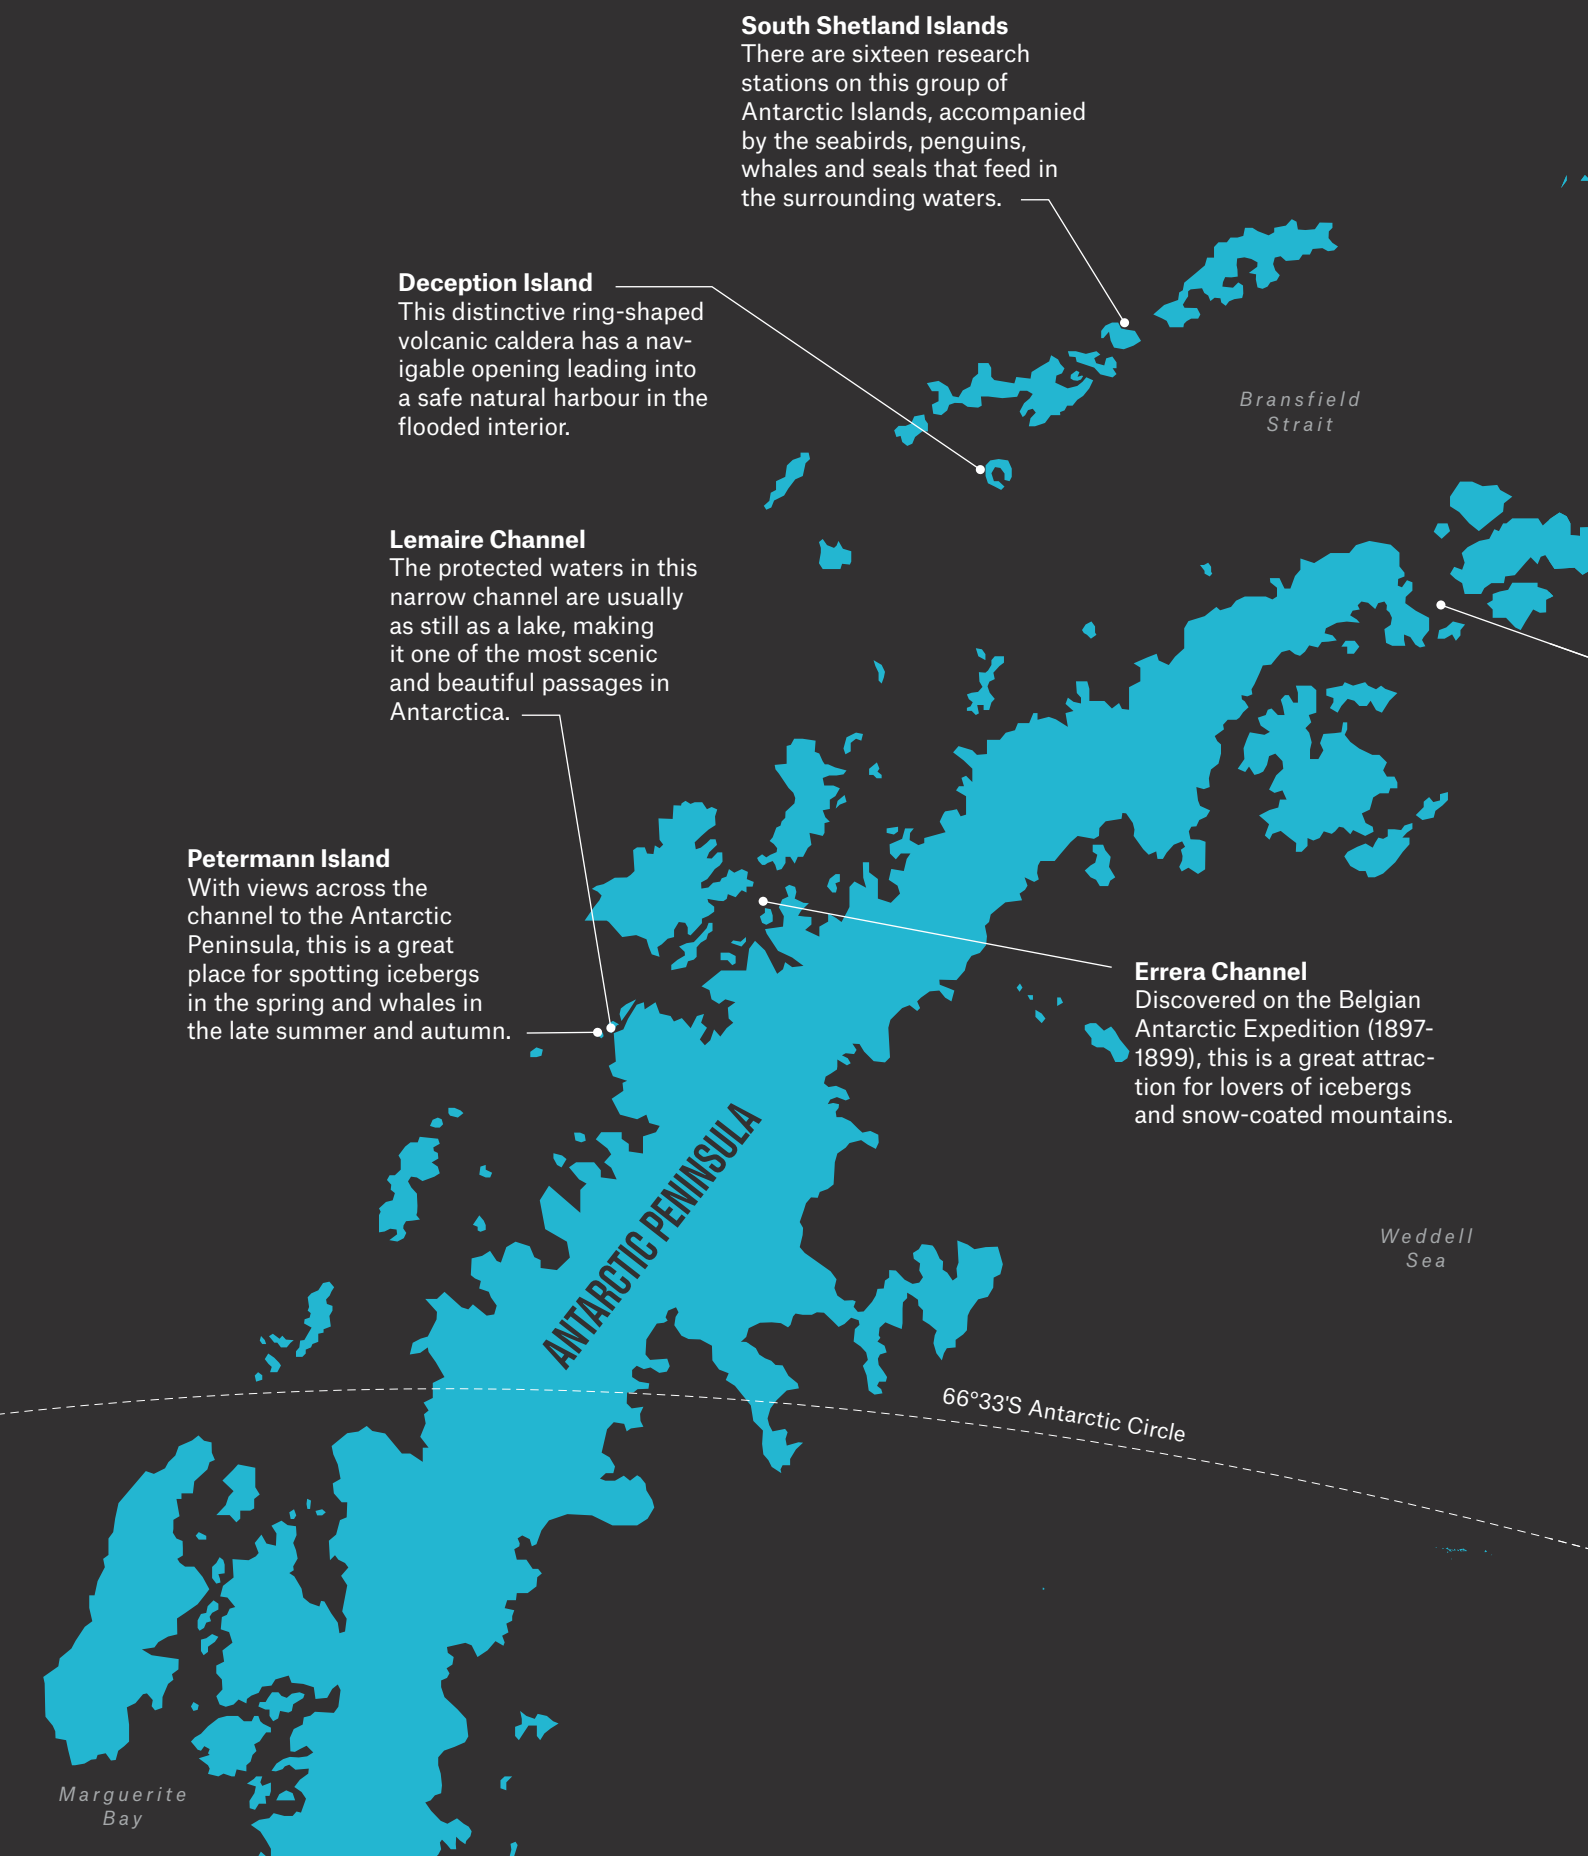 South Shetland Islands
There are sixteen research
stations on this group of
Antarctic Islands, accompanied
by the seabirds, penguins,
whales and seals that feed in
the surrounding waters.
Deception Island
This distinctive ring-shaped
volcanic caldera has a nav-
igable opening leading into
a safe natural harbour in the
flooded interior.
Bransfield
Strait
Lemaire Channel
The protected waters in this
narrow channel are usually
as still as a lake, making
it one of the most scenic
and beautiful passages in
Antarctica.
Petermann Island
With views across the
channel to the Antarctic
Peninsula, this is a great
place for spotting icebergs
in the spring and whales in
the late summer and autumn.
Errera Channel
Discovered on the Belgian
Antarctic Expedition (1897-
1899), this is a great attrac-
tion for lovers of icebergs
and snow-coated mountains.
ANTARCTIC PENINSULA
Weddell
Sea
66°33'S Antarctic Circle
Marguerite
Bay